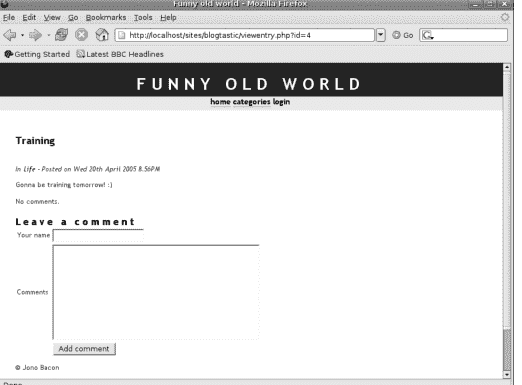 Funny old world - Mozilla Firefox
File Edit View Go Bookmarks Tools Help
http://localhost/sites/blogtastic/viewentry.php?id=4 Go G
Getting Started Latest BBC Headlines
FUNNY OLD WORLD
home categories login
Training
In Life - Posted on Wed 20th April 2005 8.56PM
Gonna be training tomorrow! :)
No comments.
Leave a comment
Your name
Comments
Add comment
© Jono Bacon
Done